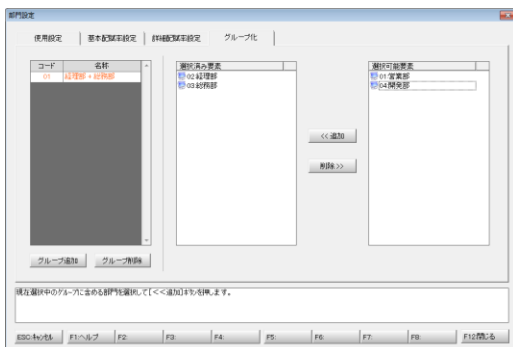 部門設定
使用設定 基本配賦率設定 詳細配賦率設定 グループ化
コード 名称
01 経理部+総務部
選択済み要素
02:経理部
03:総務部
<<追加
削除>>
選択可能要素
01:営業部
04:開発部
グループ追加 グループ削除
現在選択中のグループに含める部門を選択して[<<追加]ボタンを押します。
ESC:キャンセル F1:ヘルプ F2: F3: F4: F5: F6: F7: F8: F12:閉じる